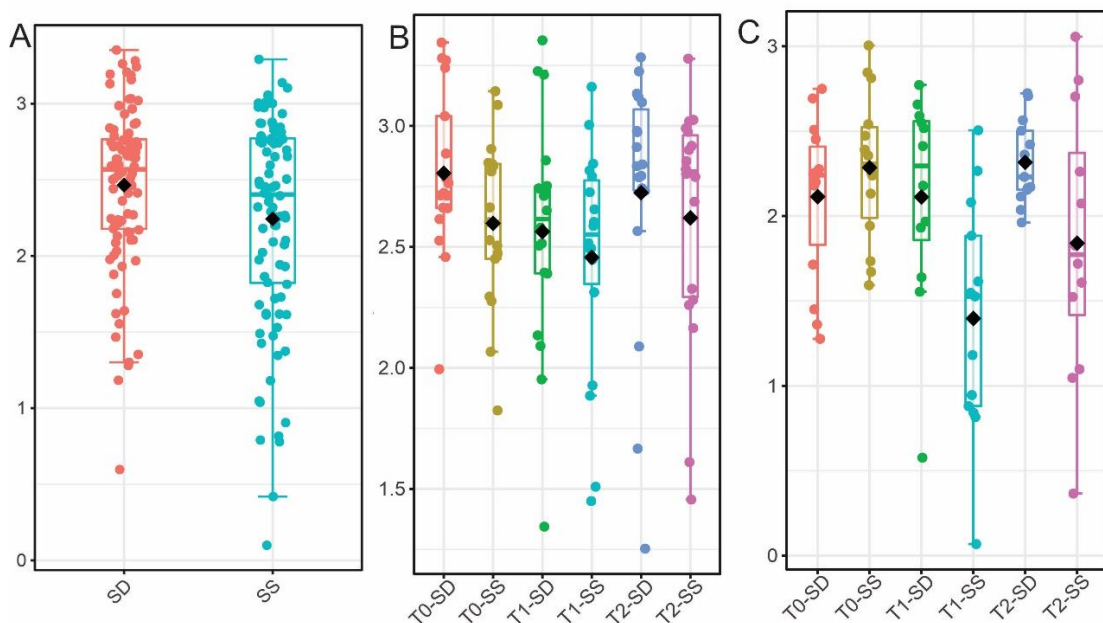 A
3
2
1
0
SD
SS
B
3.0
2.5
2.0
1.5
T0-SD
T0-SS
T1-SD
T1-SS
T2-SD
T2-SS
C
3
2
1
0
T0-SD
T0-SS
T1-SD
T1-SS
T2-SD
T2-SS